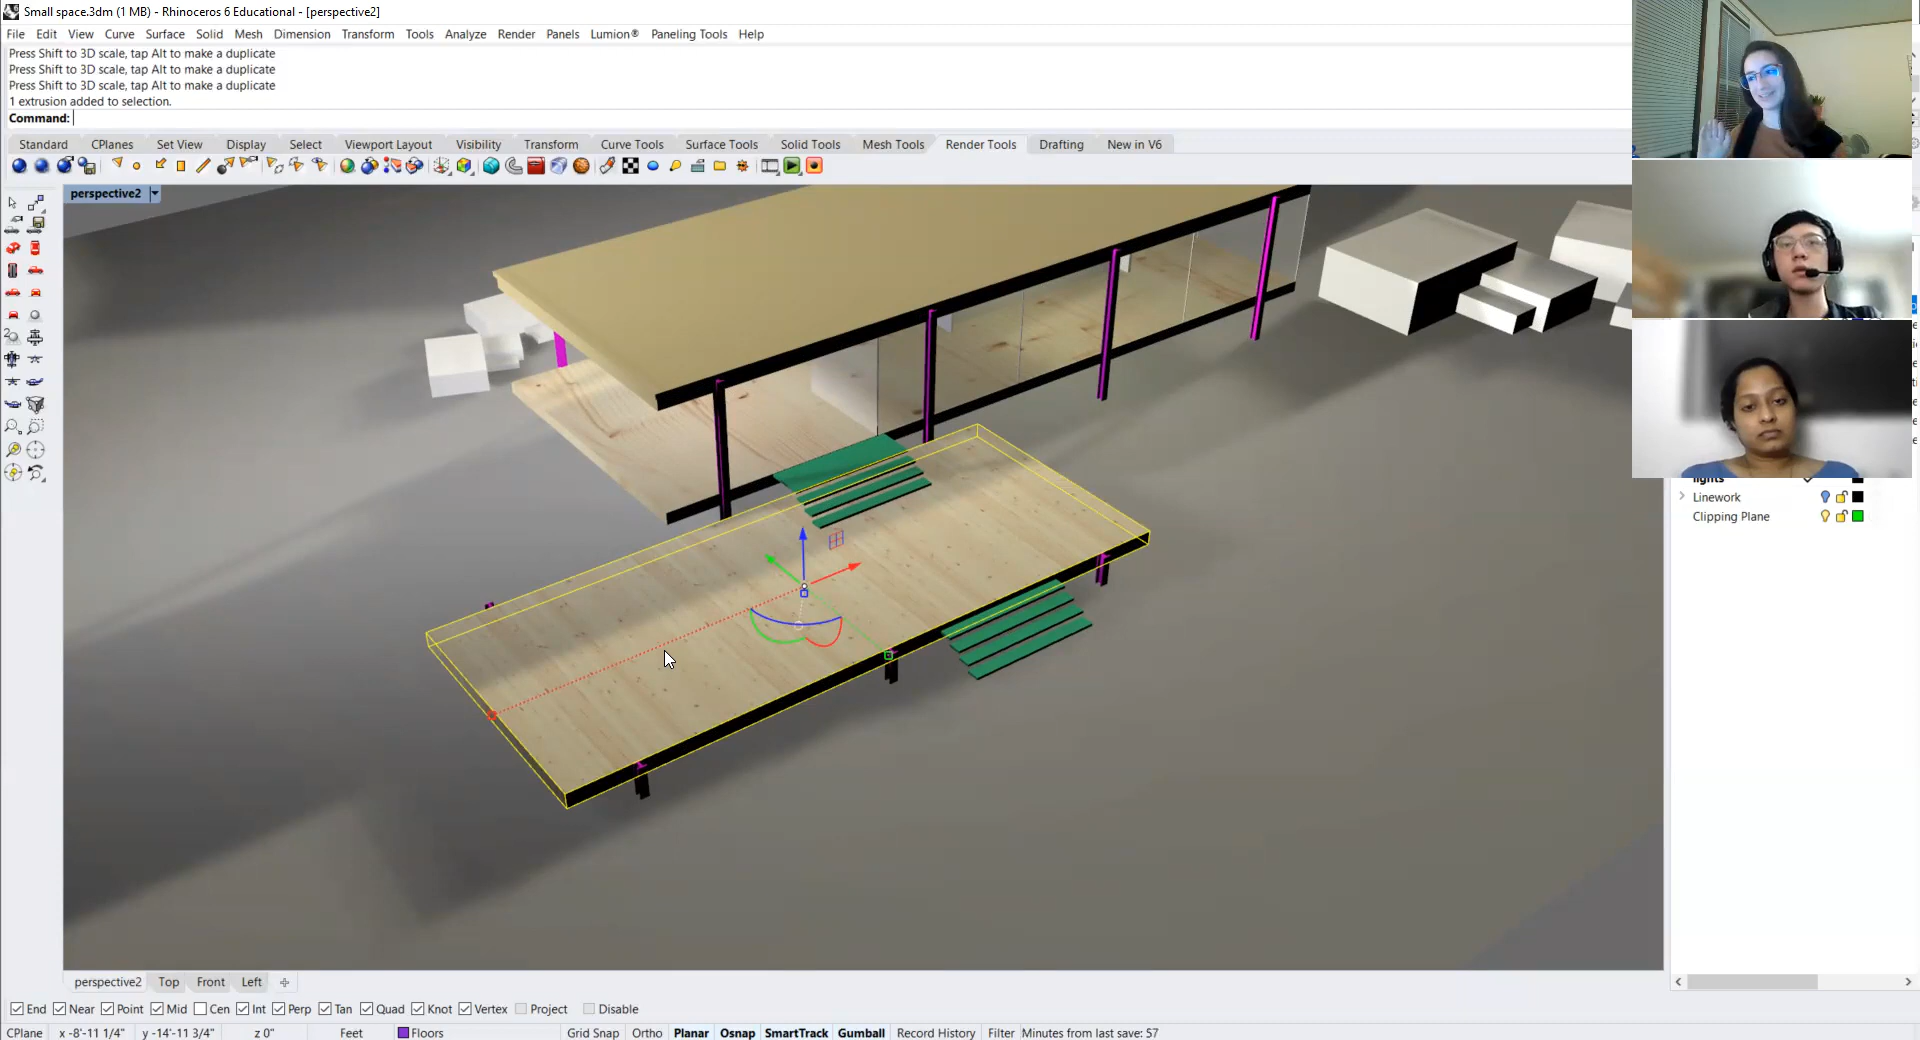 Small space.3dm (1 MB) - Rhinoceros 6 Educational - [perspective2]
File Edit View Curve Surface Solid Mesh Dimension Transform Tools Analyze Render Panels Lumion® Paneling Tools Help
Press Shift to 3D scale, tap Alt to make a duplicate
Press Shift to 3D scale, tap Alt to make a duplicate
Press Shift to 3D scale, tap Alt to make a duplicate
1 extrusion added to selection.
Command:
Standard CPlanes Set View Display Select Viewport Layout Visibility Transform Curve Tools Surface Tools Solid Tools Mesh Tools Render Tools Drafting New in V6
perspective2
lights
Linework
Clipping Plane
perspective2 Top Front Left
End Near Point Mid Cen Int Perp Tan Quad Knot Vertex Project Disable
CPlane x -8'-11 1/4" y -14'-11 3/4" z 0" Feet Floors Grid Snap Ortho Planar Osnap SmartTrack Gumball Record History Filter Minutes from last save: 57